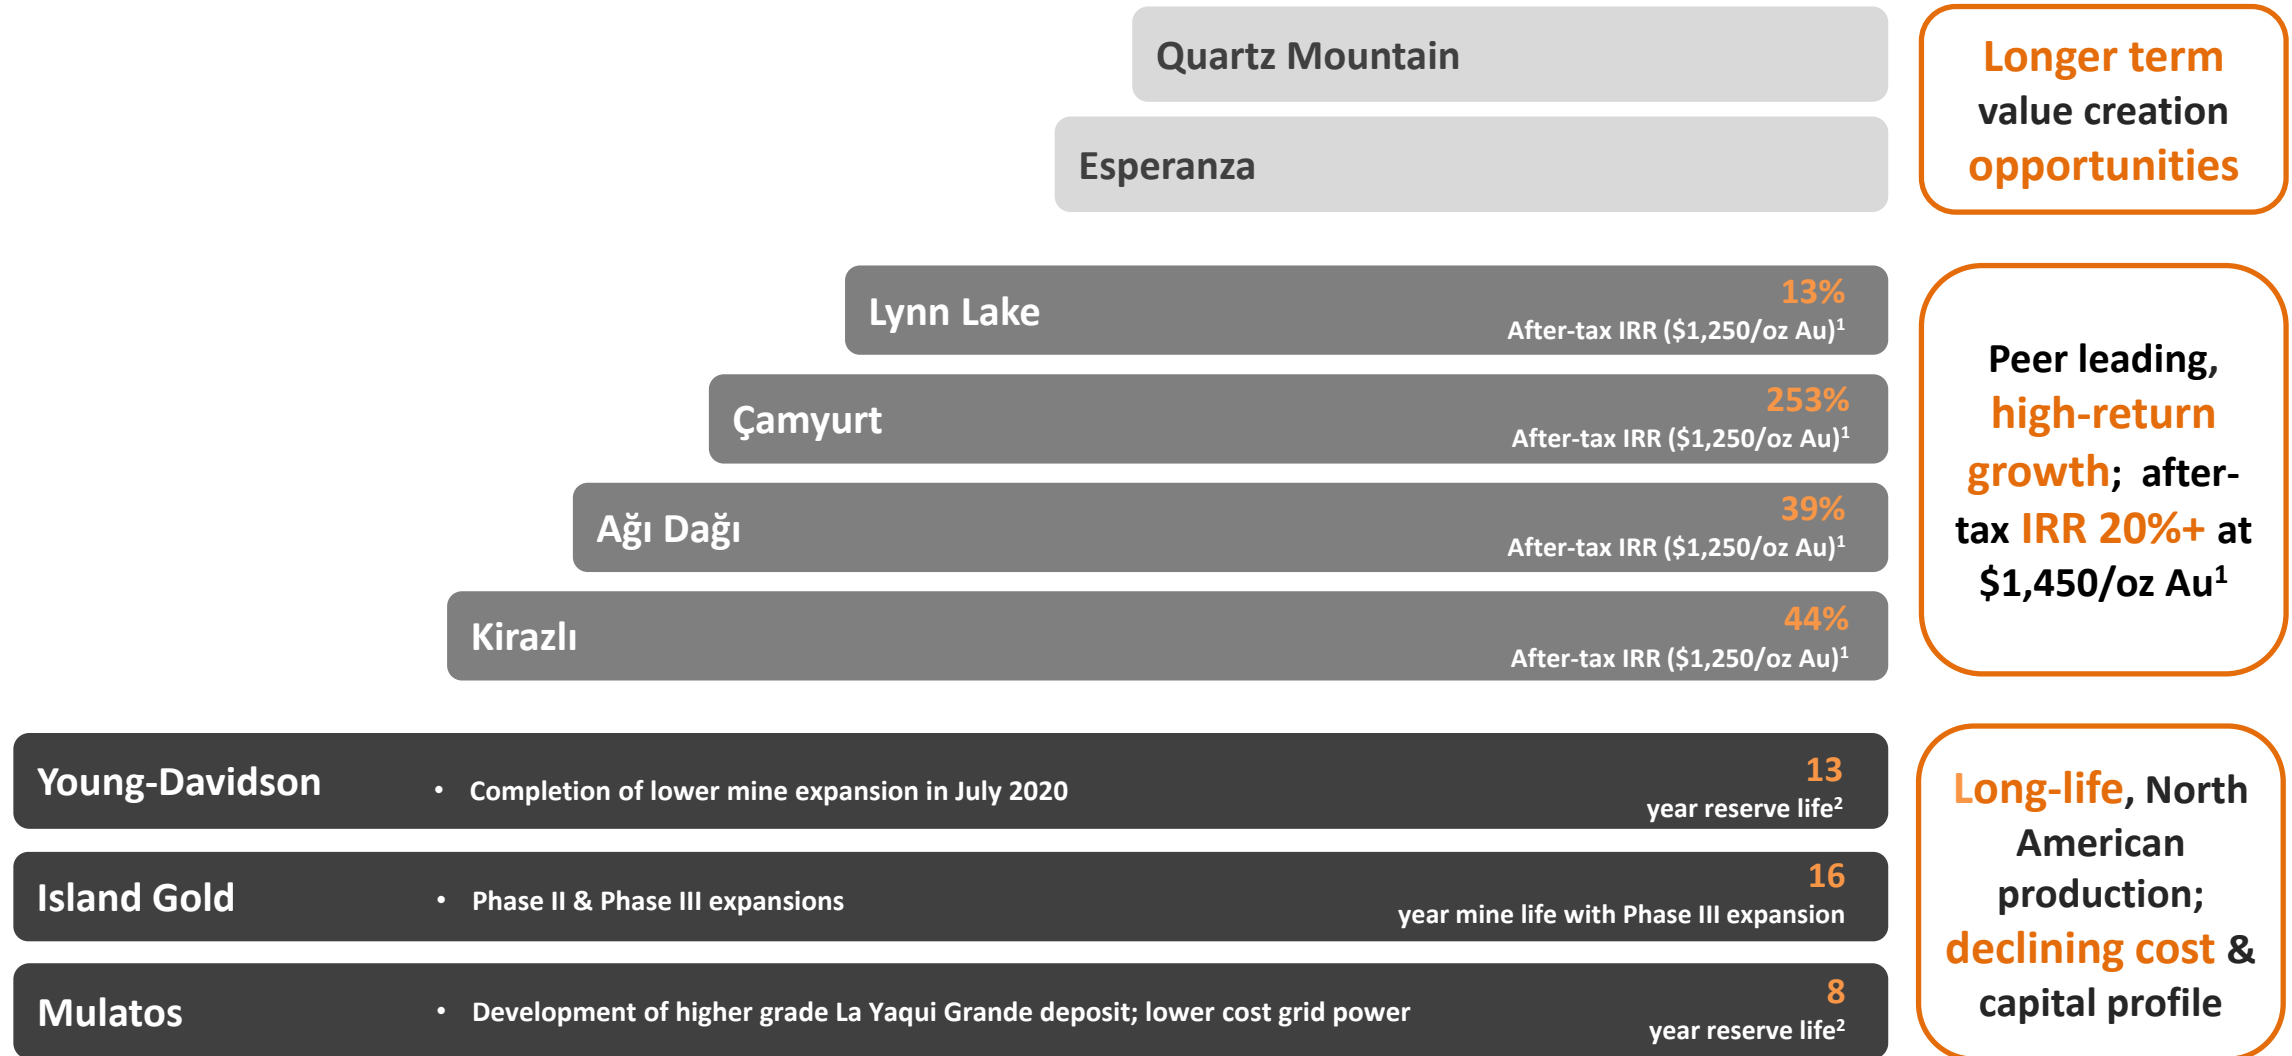 Quartz Mountain
Esperanza
Longer term
value creation
opportunities
Lynn Lake
13%
After-tax IRR ($1,250/oz Au)¹
Çamyurt
253%
After-tax IRR ($1,250/oz Au)¹
Ağı Dağı
39%
After-tax IRR ($1,250/oz Au)¹
Kirazlı
44%
After-tax IRR ($1,250/oz Au)¹
Peer leading,
high-return
growth; after-
tax IRR 20%+ at
$1,450/oz Au¹
Young-Davidson
• Completion of lower mine expansion in July 2020
13
year reserve life²
Island Gold
• Phase II & Phase III expansions
16
year mine life with Phase III expansion
Mulatos
• Development of higher grade La Yaqui Grande deposit; lower cost grid power
8
year reserve life²
Long-life, North
American
production;
declining cost &
capital profile